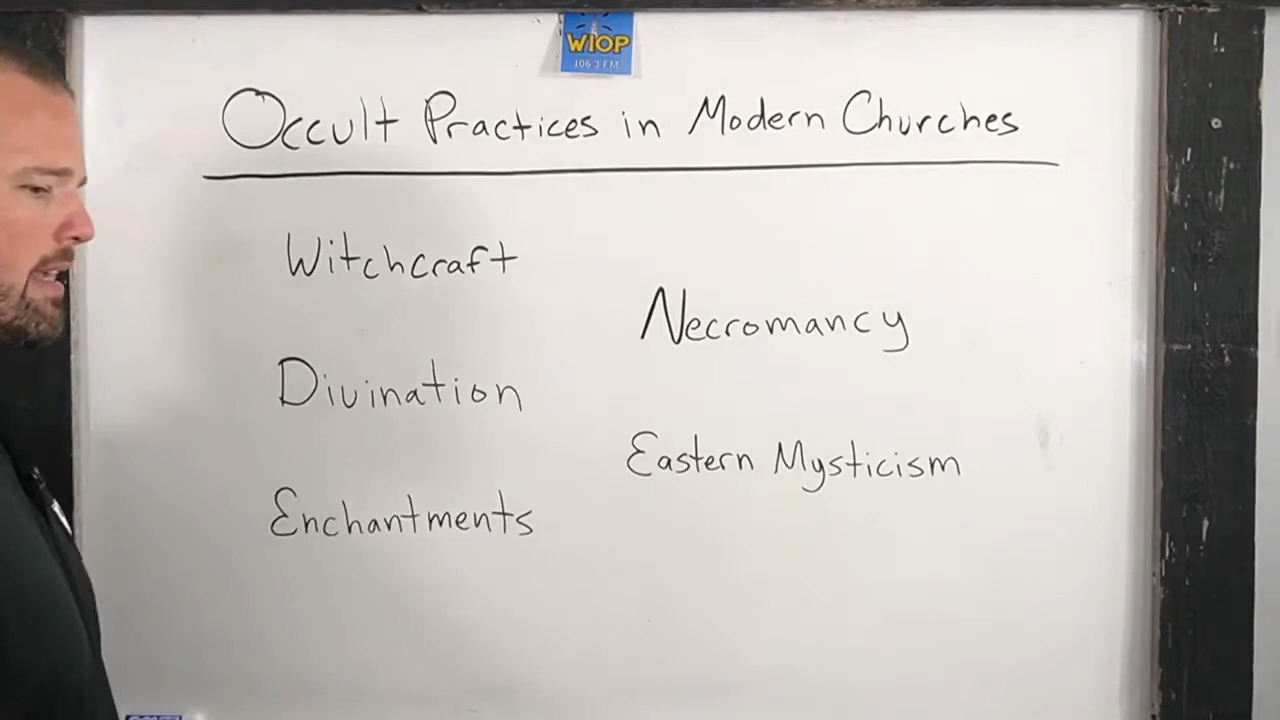 WIOP
106.3 FM
Occult Practices in Modern Churches
Witchcraft
Divination
Enchantments
Necromancy
Eastern Mysticism